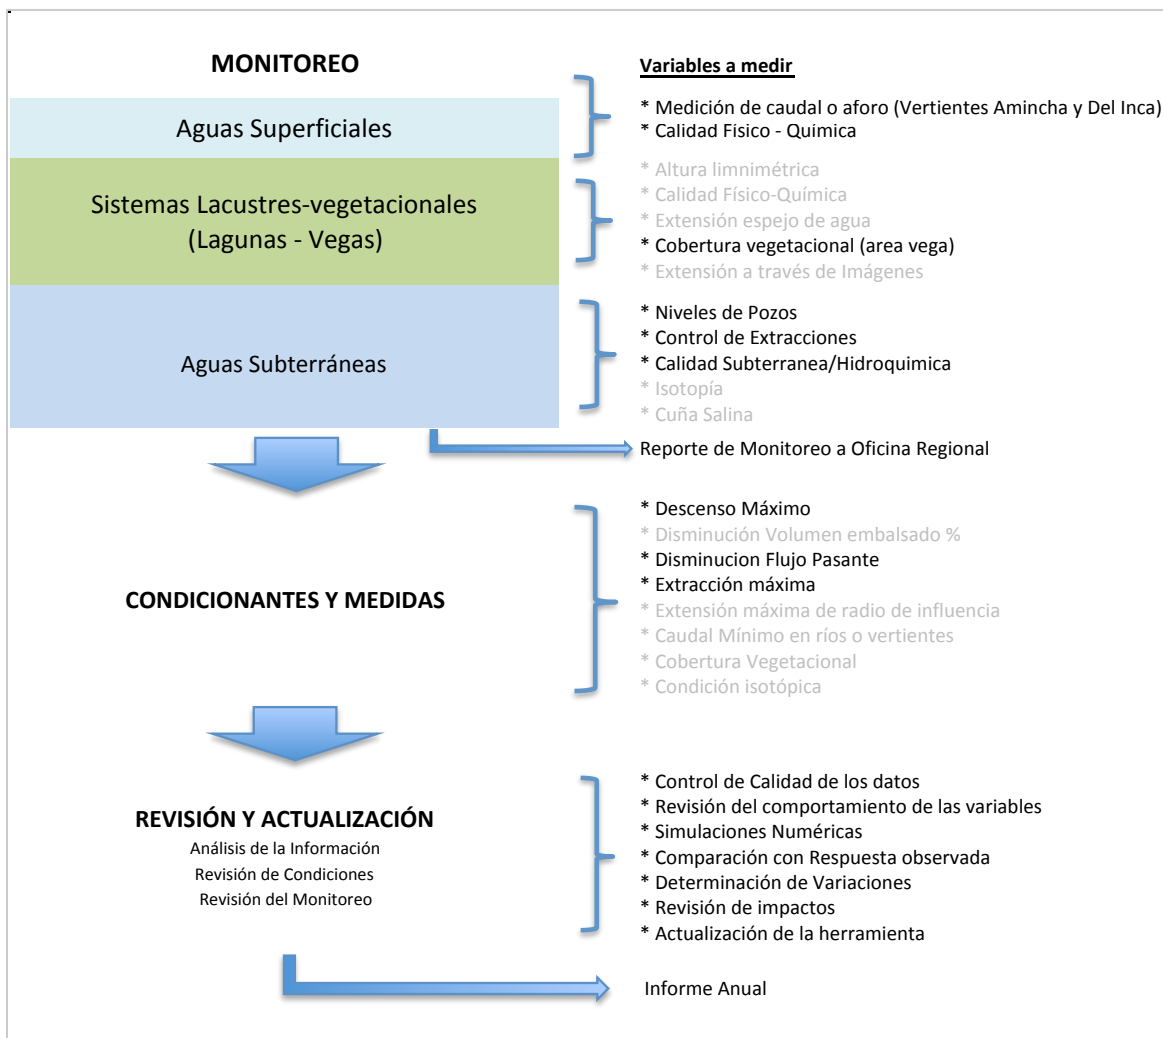 MONITOREO
Variables a medir
Aguas Superficiales
* Medición de caudal o aforo (Vertientes Amincha y Del Inca)
* Calidad Fisico - Química
Sistemas Lacustres-vegetacionales
(Lagunas - Vegas)
* Altura limnimétrica
* Calidad Físico-Química
* Extensión espejo de agua
* Cobertura vegetacional (area vega)
* Extensión a través de Imágenes
Aguas Subterráneas
* Niveles de Pozos
* Control de Extracciones
* Calidad Subterranea/Hidroquimica
* Isotopía
* Cuña Salina
Reporte de Monitoreo a Oficina Regional
CONDICIONANTES Y MEDIDAS
* Descenso Máximo
* Disminución Volumen embalsado %
* Disminucion Flujo Pasante
* Extracción máxima
* Extensión máxima de radio de influencia
* Caudal Mínimo en ríos o vertientes
* Cobertura Vegetacional
* Condición isotópica
REVISIÓN Y ACTUALIZACIÓN
Análisis de la Información
Revisión de Condiciones
Revisión del Monitoreo
* Control de Calidad de los datos
* Revisión del comportamiento de las variables
* Simulaciones Numéricas
* Comparación con Respuesta observada
* Determinación de Variaciones
* Revisión de impactos
* Actualización de la herramienta
Informe Anual